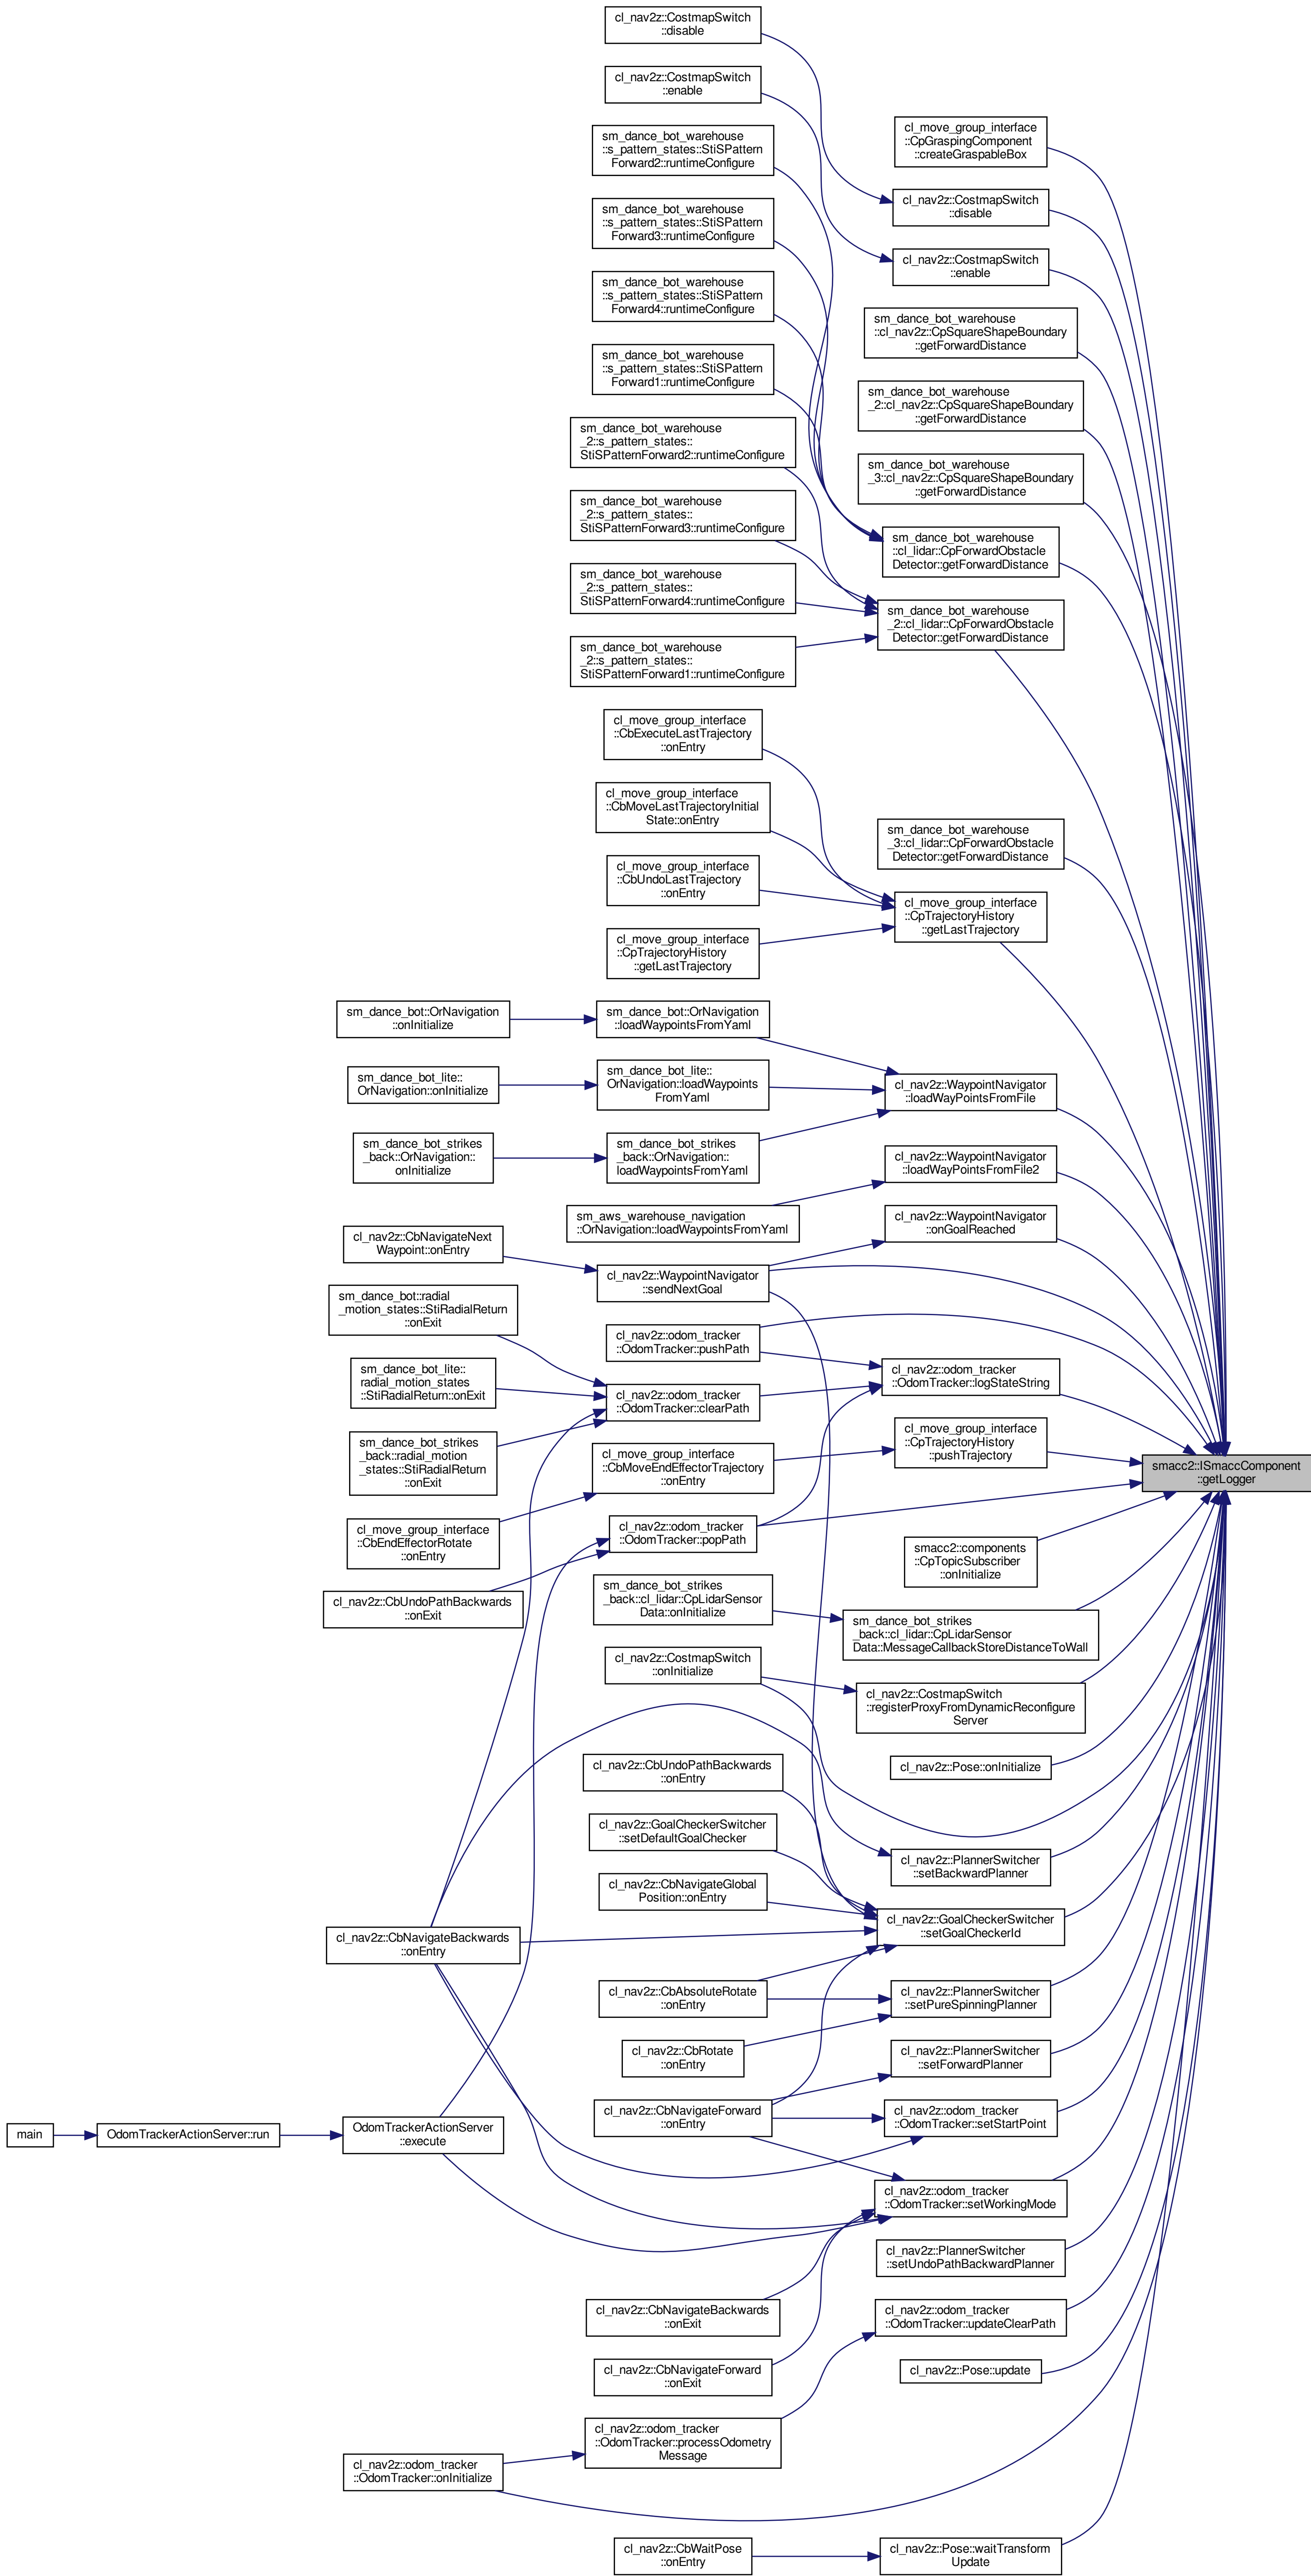 cl_nav2z::CostmapSwitch
::disable
cl_nav2z::CostmapSwitch
::enable
sm_dance_bot_warehouse
::s_pattern_states::StiSPattern
Forward2::runtimeConfigure
sm_dance_bot_warehouse
::s_pattern_states::StiSPattern
Forward3::runtimeConfigure
sm_dance_bot_warehouse
::s_pattern_states::StiSPattern
Forward4::runtimeConfigure
sm_dance_bot_warehouse
::s_pattern_states::StiSPattern
Forward1::runtimeConfigure
sm_dance_bot_warehouse
_2::s_pattern_states::
StiSPatternForward2::runtimeConfigure
sm_dance_bot_warehouse
_2::s_pattern_states::
StiSPatternForward3::runtimeConfigure
sm_dance_bot_warehouse
_2::s_pattern_states::
StiSPatternForward4::runtimeConfigure
sm_dance_bot_warehouse
_2::s_pattern_states::
StiSPatternForward1::runtimeConfigure
cl_move_group_interface
::CbExecuteLastTrajectory
::onEntry
cl_move_group_interface
::CbMoveLastTrajectoryInitial
State::onEntry
cl_move_group_interface
::CbUndoLastTrajectory
::onEntry
cl_move_group_interface
::CpTrajectoryHistory
::getLastTrajectory
cl_move_group_interface
::CpGraspingComponent
::createGraspableBox
cl_nav2z::CostmapSwitch
::disable
cl_nav2z::CostmapSwitch
::enable
sm_dance_bot_warehouse
::cl_nav2z::CpSquareShapeBoundary
::getForwardDistance
sm_dance_bot_warehouse
_2::cl_nav2z::CpSquareShapeBoundary
::getForwardDistance
sm_dance_bot_warehouse
_3::cl_nav2z::CpSquareShapeBoundary
::getForwardDistance
sm_dance_bot_warehouse
::cl_lidar::CpForwardObstacle
Detector::getForwardDistance
sm_dance_bot_warehouse
_2::cl_lidar::CpForwardObstacle
Detector::getForwardDistance
sm_dance_bot_warehouse
_3::cl_lidar::CpForwardObstacle
Detector::getForwardDistance
cl_move_group_interface
::CpTrajectoryHistory
::getLastTrajectory
sm_dance_bot::OrNavigation
::onInitialize
sm_dance_bot::OrNavigation
::loadWaypointsFromYaml
sm_dance_bot_lite::
OrNavigation::onInitialize
sm_dance_bot_lite::
OrNavigation::loadWaypoints
FromYaml
cl_nav2z::WaypointNavigator
::loadWayPointsFromFile
sm_dance_bot_strikes
_back::OrNavigation::
onInitialize
sm_dance_bot_strikes
_back::OrNavigation::
loadWaypointsFromYaml
cl_nav2z::WaypointNavigator
::loadWayPointsFromFile2
sm_aws_warehouse_navigation
::OrNavigation::loadWaypointsFromYaml
cl_nav2z::WaypointNavigator
::onGoalReached
cl_nav2z::CbNavigateNext
Waypoint::onEntry
cl_nav2z::WaypointNavigator
::sendNextGoal
sm_dance_bot::radial
_motion_states::StiRadialReturn
::onExit
cl_nav2z::odom_tracker
::OdomTracker::pushPath
cl_nav2z::odom_tracker
::OdomTracker::logStateString
sm_dance_bot_lite::
radial_motion_states
::StiRadialReturn::onExit
cl_nav2z::odom_tracker
::OdomTracker::clearPath
sm_dance_bot_strikes
_back::radial_motion
_states::StiRadialReturn
::onExit
cl_move_group_interface
::CbMoveEndEffectorTrajectory
::onEntry
cl_move_group_interface
::CpTrajectoryHistory
::pushTrajectory
smacc2::ISmaccComponent
::getLogger
cl_move_group_interface
::CbEndEffectorRotate
::onEntry
cl_nav2z::odom_tracker
::OdomTracker::popPath
smacc2::components
::CpTopicSubscriber
::onInitialize
cl_nav2z::CbUndoPathBackwards
::onExit
sm_dance_bot_strikes
_back::cl_lidar::CpLidarSensor
Data::onInitialize
sm_dance_bot_strikes
_back::cl_lidar::CpLidarSensor
Data::MessageCallbackStoreDistanceToWall
cl_nav2z::CostmapSwitch
::onInitialize
cl_nav2z::CostmapSwitch
::registerProxyFromDynamicReconfigure
Server
cl_nav2z::Pose::onInitialize
cl_nav2z::CbUndoPathBackwards
::onEntry
cl_nav2z::GoalCheckerSwitcher
::setDefaultGoalChecker
cl_nav2z::PlannerSwitcher
::setBackwardPlanner
cl_nav2z::CbNavigateGlobal
Position::onEntry
cl_nav2z::CbNavigateBackwards
::onEntry
cl_nav2z::GoalCheckerSwitcher
::setGoalCheckerId
cl_nav2z::CbAbsoluteRotate
::onEntry
cl_nav2z::PlannerSwitcher
::setPureSpinningPlanner
cl_nav2z::CbRotate
::onEntry
cl_nav2z::PlannerSwitcher
::setForwardPlanner
main
OdomTrackerActionServer::run
OdomTrackerActionServer
::execute
cl_nav2z::CbNavigateForward
::onEntry
cl_nav2z::odom_tracker
::OdomTracker::setStartPoint
cl_nav2z::odom_tracker
::OdomTracker::setWorkingMode
cl_nav2z::PlannerSwitcher
::setUndoPathBackwardPlanner
cl_nav2z::CbNavigateBackwards
::onExit
cl_nav2z::odom_tracker
::OdomTracker::updateClearPath
cl_nav2z::CbNavigateForward
::onExit
cl_nav2z::Pose::update
cl_nav2z::odom_tracker
::OdomTracker::processOdometry
Message
cl_nav2z::odom_tracker
::OdomTracker::onInitialize
cl_nav2z::CbWaitPose
::onEntry
cl_nav2z::Pose::waitTransform
Update